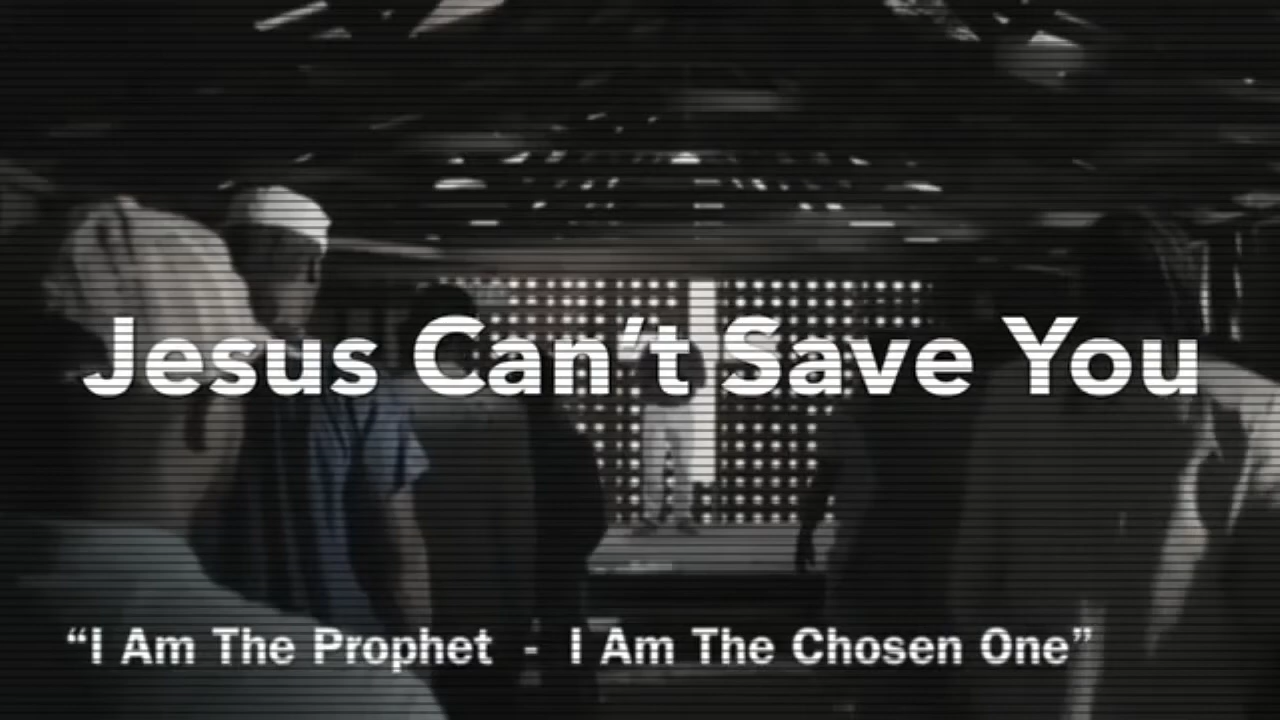 Jesus Can’t Save You
“I Am The Prophet - I Am The Chosen One”